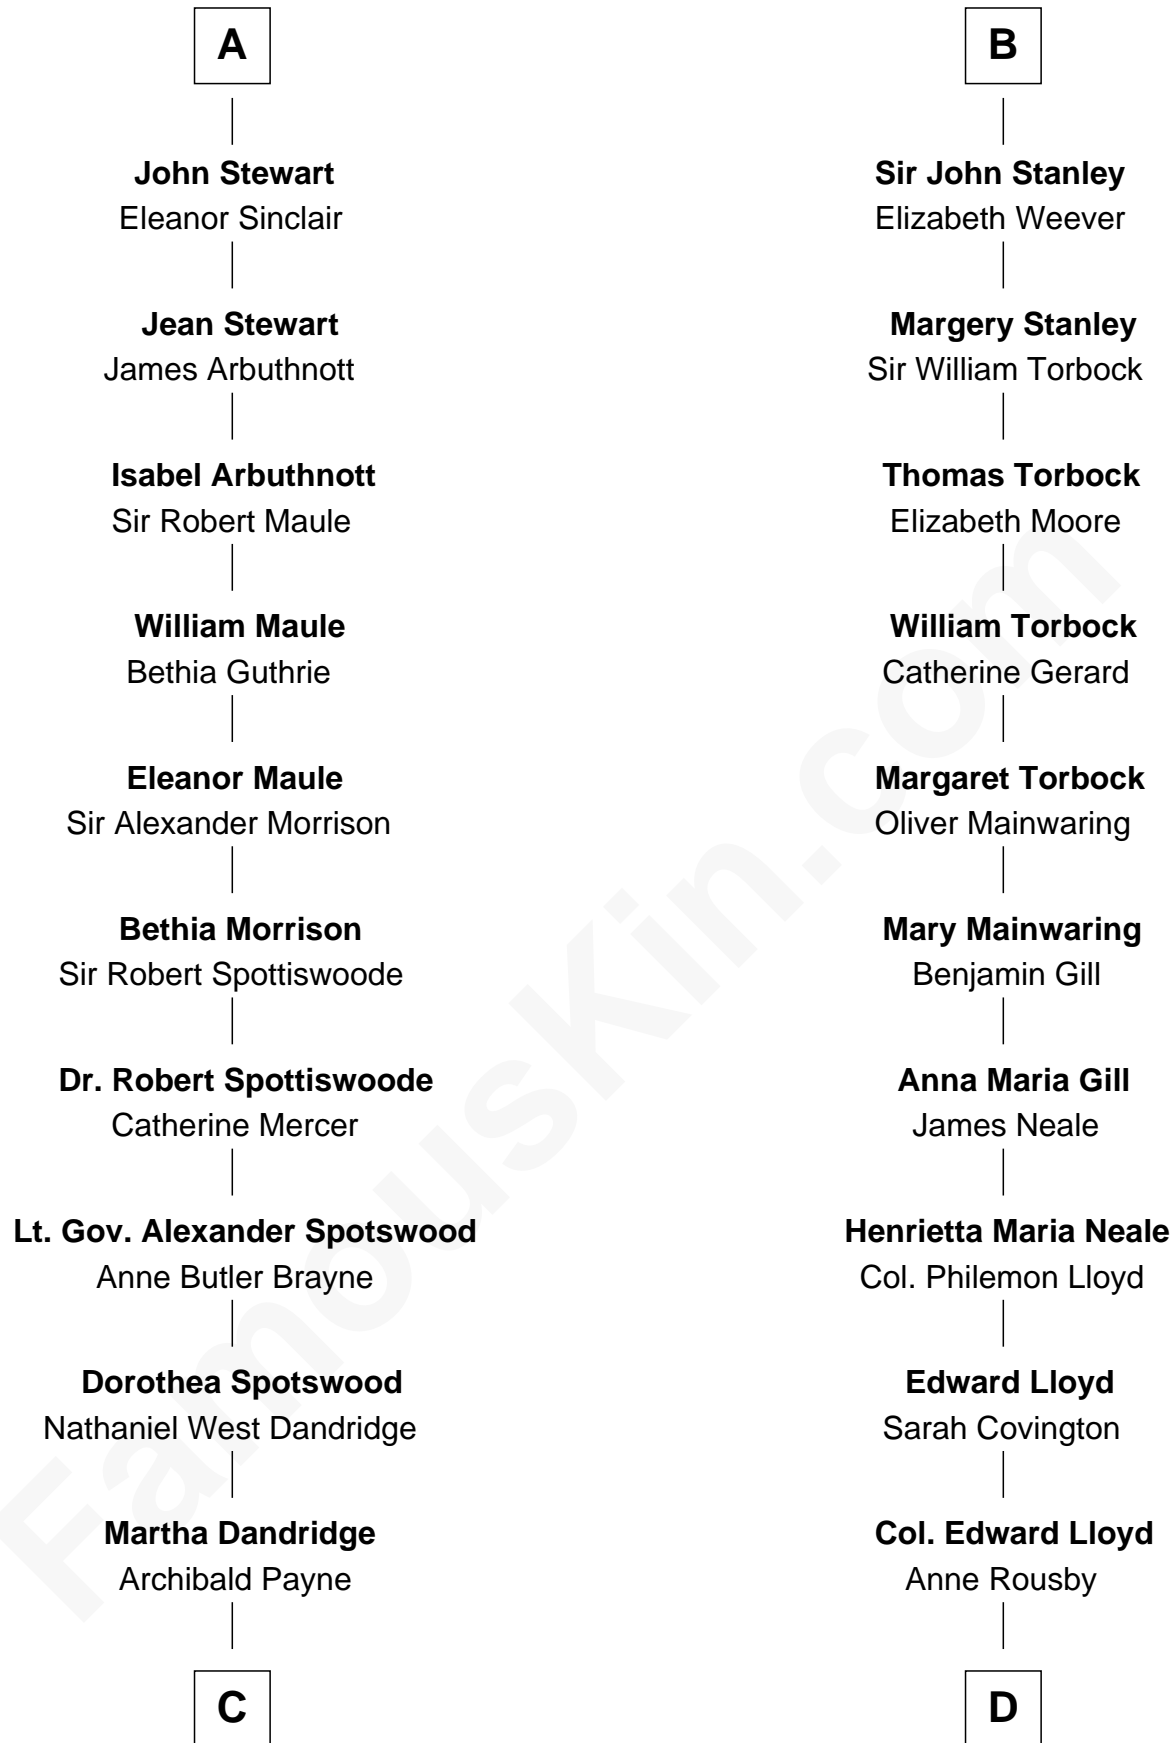 A
John Stewart
Eleanor Sinclair
Jean Stewart
James Arbuthnott
Isabel Arbuthnott
Sir Robert Maule
William Maule
Bethia Guthrie
Eleanor Maule
Sir Alexander Morrison
Bethia Morrison
Sir Robert Spottiswoode
Dr. Robert Spottiswoode
Catherine Mercer
Lt. Gov. Alexander Spotswood
Anne Butler Brayne
Dorothea Spotswood
Nathaniel West Dandridge
Martha Dandridge
Archibald Payne
C
B
Sir John Stanley
Elizabeth Weever
Margery Stanley
Sir William Torbock
Thomas Torbock
Elizabeth Moore
William Torbock
Catherine Gerard
Margaret Torbock
Oliver Mainwaring
Mary Mainwaring
Benjamin Gill
Anna Maria Gill
James Neale
Henrietta Maria Neale
Col. Philemon Lloyd
Edward Lloyd
Sarah Covington
Col. Edward Lloyd
Anne Rousby
D
FamousKin.com